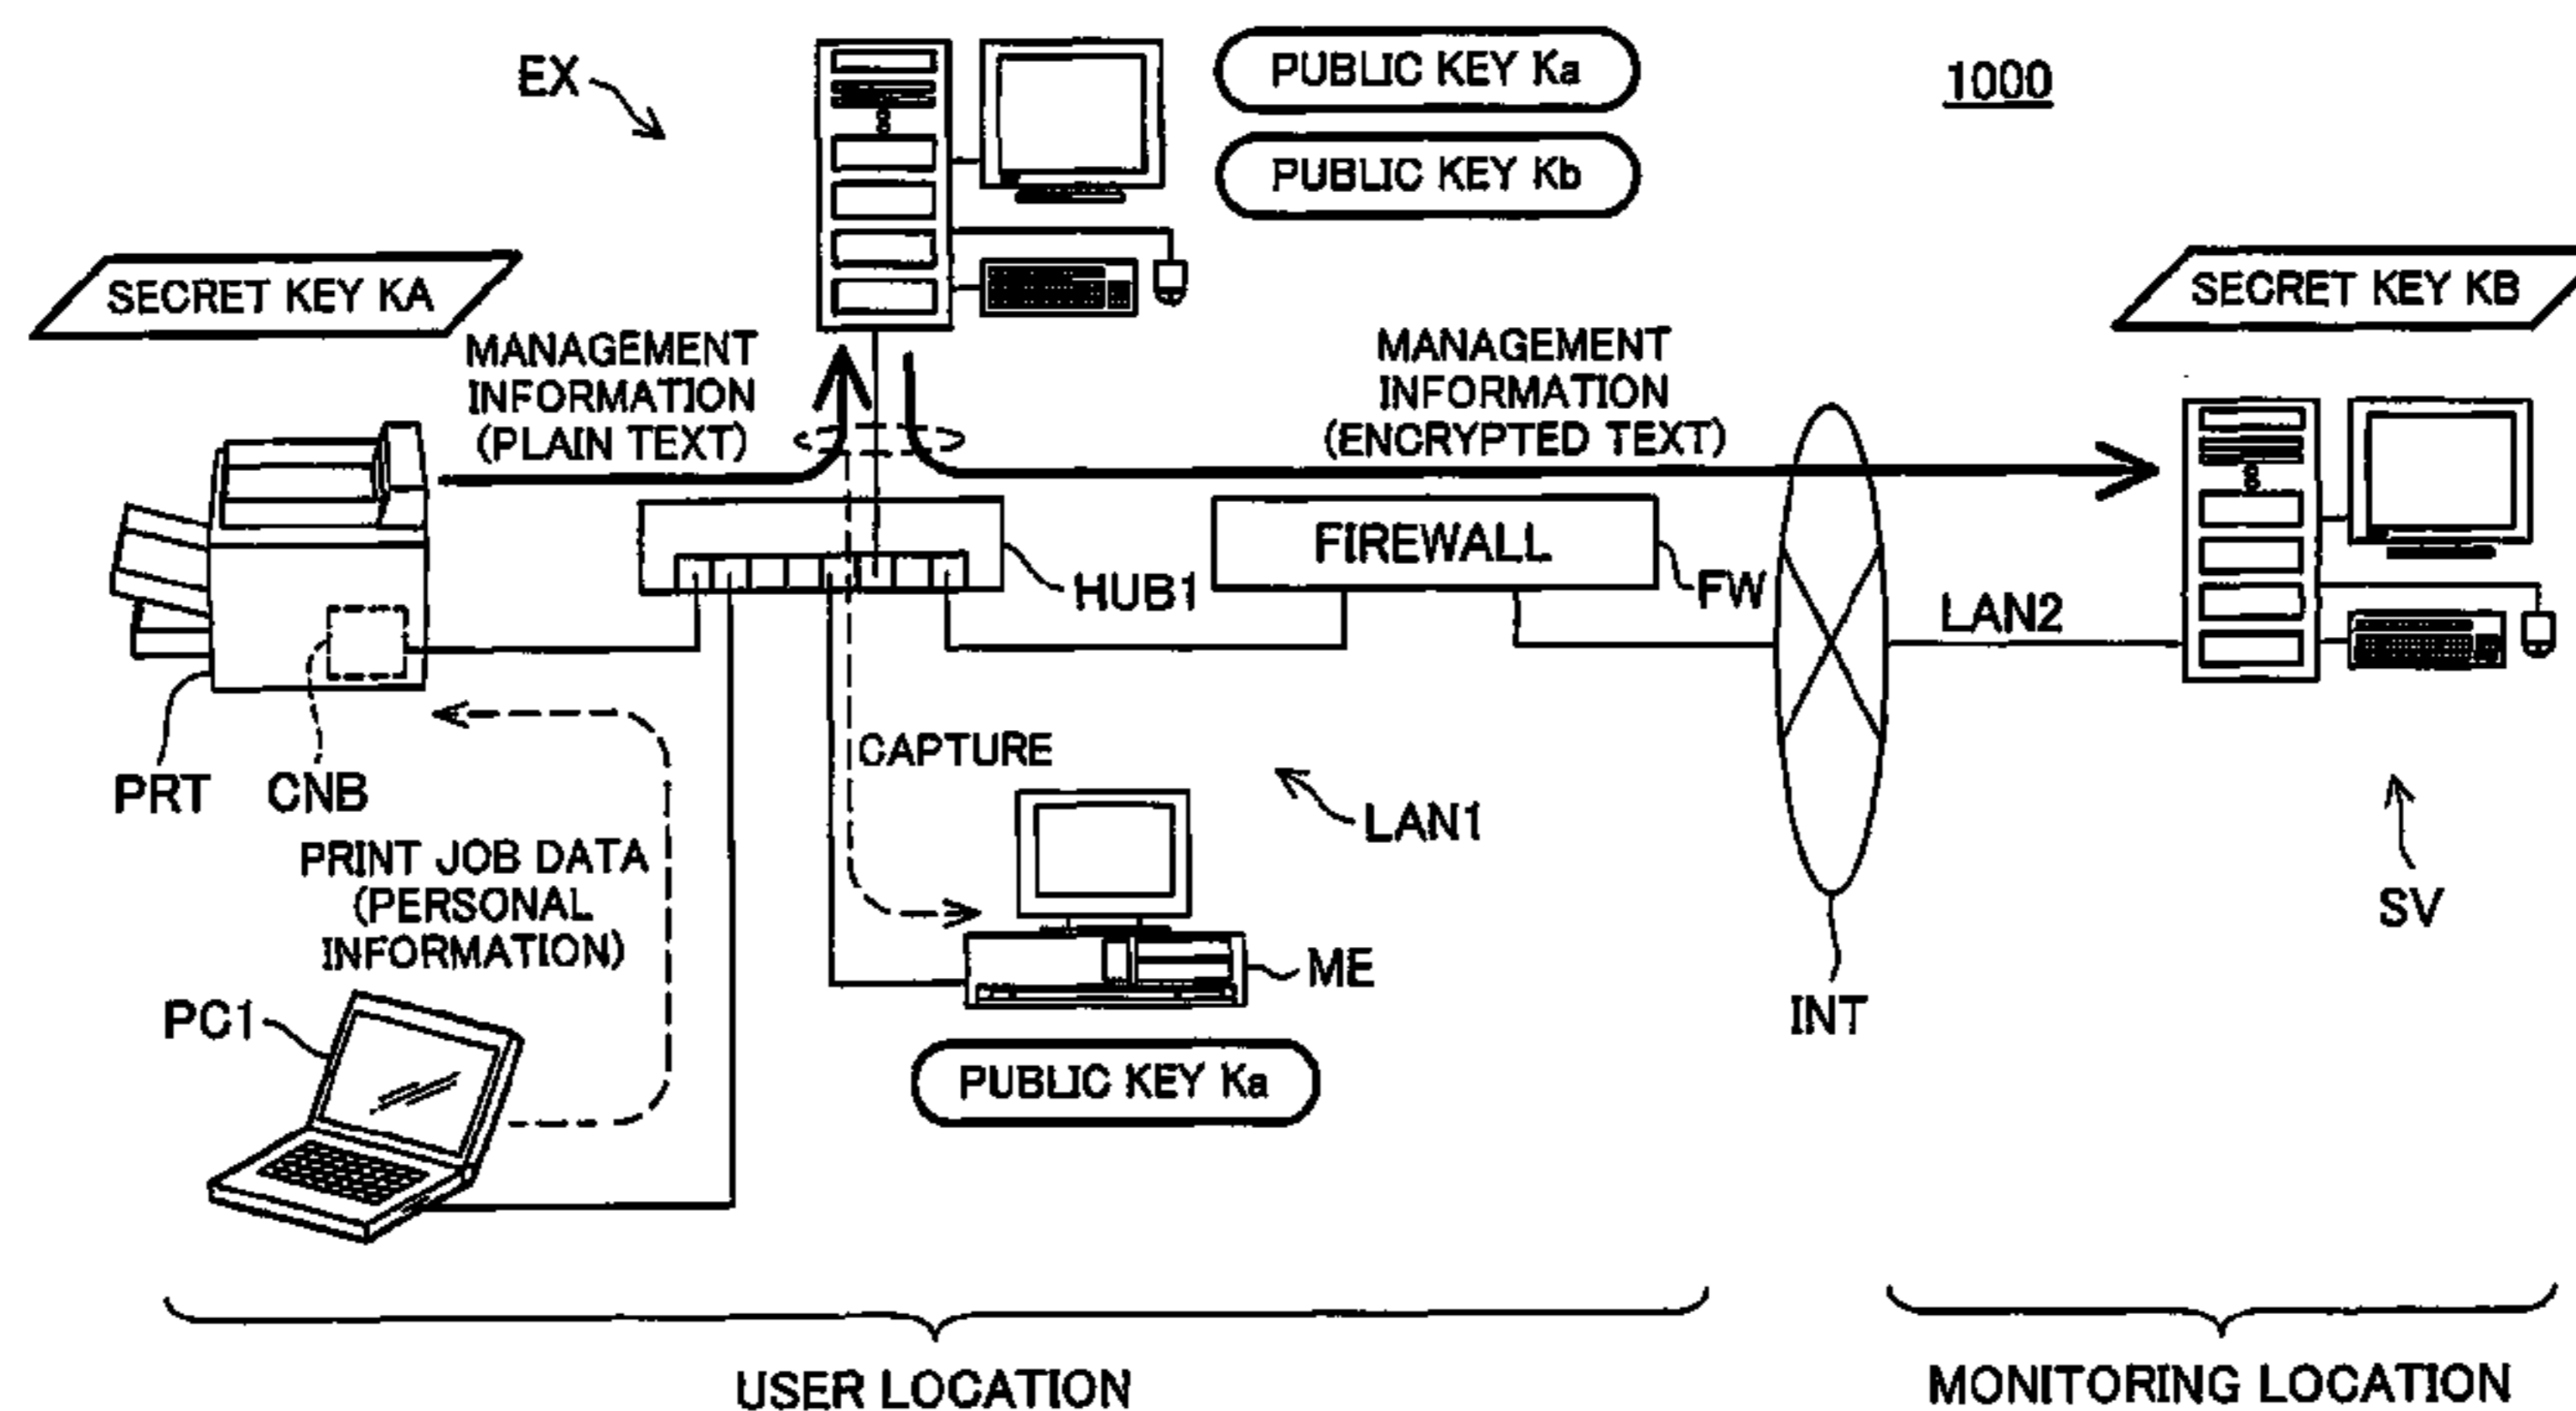 EX
PUBLIC KEY Ka
1000
PUBLIC KEY Kb
SECRET KEY KA
SECRET KEY KB
MANAGEMENT
INFORMATION
(PLAIN TEXT)
MANAGEMENT
INFORMATION
(ENCRYPTED TEXT)
FIREWALL
HUB1
FW
LAN2
CAPTURE
PRT
CNB
LAN1
PRINT JOB DATA
(PERSONAL
INFORMATION)
SV
ME
PC1
INT
PUBLIC KEY Ka
USER LOCATION
MONITORING LOCATION